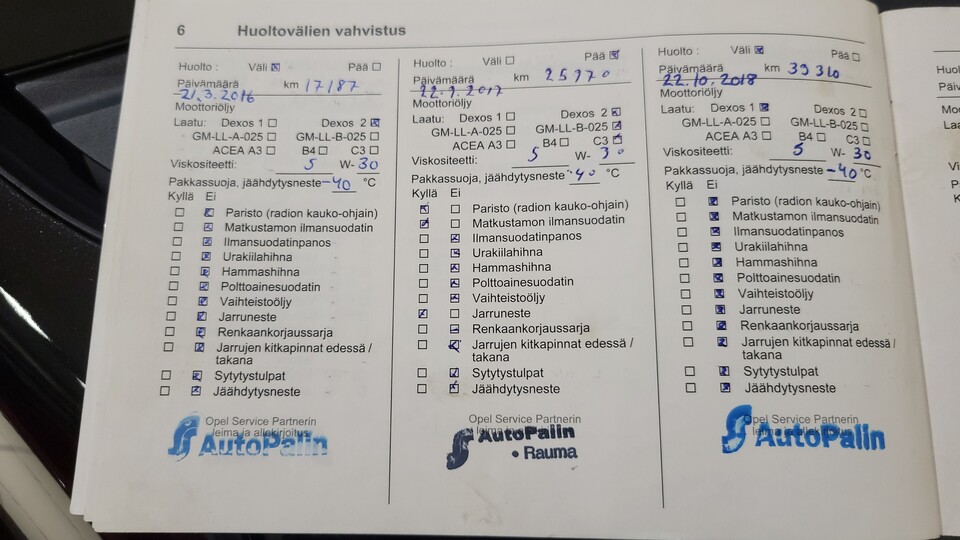 6 Huoltovälien vahvistus
Huolto : Väli ☒ Pää ☐
Päivämäärä km 17187
21.3.2016
Moottoriöljy
Laatu: Dexos 1 ☐ Dexos 2 ☒
GM-LL-A-025 ☐ GM-LL-B-025 ☐
ACEA A3 ☐ B4 ☐ C3 ☐
Viskositeetti: 5 W- 30
Pakkassuoja, jäähdytysneste -40 °C
Kyllä Ei
☐ ☒ Paristo (radion kauko-ohjain)
☐ ☒ Matkustamon ilmansuodatin
☐ ☒ Ilmansuodatinpanos
☐ ☒ Urakiilahihna
☐ ☒ Hammashihna
☐ ☒ Polttoainesuodatin
☐ ☒ Vaihteistoöljy
☐ ☒ Jarruneste
☐ ☒ Renkaankorjaussarja
☐ ☒ Jarrujen kitkapinnat edessä /
takana
☐ ☒ Sytytystulpat
☐ ☒ Jäähdytysneste
Opel Service Partnerin
leima ja allekirjoitus
AutoPalin
Huolto : Väli ☐ Pää ☒
Päivämäärä km 25970
2017
Moottoriöljy
Laatu: Dexos 1 ☐ Dexos 2 ☒
GM-LL-A-025 ☐ GM-LL-B-025 ☒
ACEA A3 ☐ B4 ☐ C3 ☒
Viskositeetti: 5 W- 30
Pakkassuoja, jäähdytysneste -40 °C
Kyllä Ei
☒ ☐ Paristo (radion kauko-ohjain)
☒ ☐ Matkustamon ilmansuodatin
☐ ☒ Ilmansuodatinpanos
☐ ☒ Urakiilahihna
☐ ☒ Hammashihna
☐ ☒ Polttoainesuodatin
☐ ☒ Vaihteistoöljy
☒ ☐ Jarruneste
☐ ☒ Renkaankorjaussarja
☐ ☒ Jarrujen kitkapinnat edessä /
takana
☐ ☒ Sytytystulpat
☐ ☒ Jäähdytysneste
Opel Service Partnerin
AutoPalin
• Rauma
Huolto : Väli ☒ Pää ☐
Päivämäärä km 39310
22.10.2018
Moottoriöljy
Laatu: Dexos 1 ☒ Dexos 2 ☐
GM-LL-A-025 ☐ GM-LL-B-025 ☐
ACEA A3 ☐ B4 ☐ C3 ☐
Viskositeetti: 5 W- 30
Pakkassuoja, jäähdytysneste -40 °C
Kyllä Ei
☐ ☒ Paristo (radion kauko-ohjain)
☐ ☒ Matkustamon ilmansuodatin
☐ ☒ Ilmansuodatinpanos
☐ ☒ Urakiilahihna
☐ ☒ Hammashihna
☐ ☒ Polttoainesuodatin
☐ ☒ Vaihteistoöljy
☐ ☒ Jarruneste
☐ ☒ Renkaankorjaussarja
☐ ☒ Jarrujen kitkapinnat edessä /
takana
☐ ☒ Sytytystulpat
☐ ☒ Jäähdytysneste
Opel Service Partnerin
AutoPalin